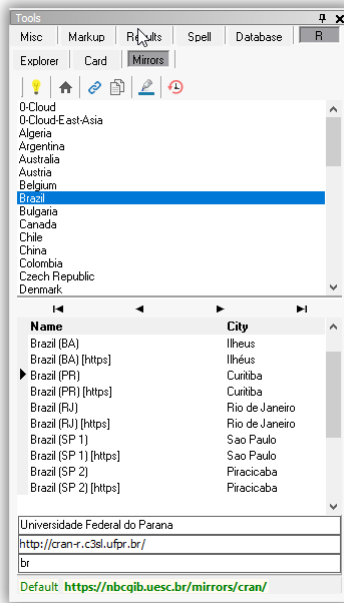 Tools
Misc Markup Results Spell Database R
Explorer Card Mirrors
0-Cloud
0-Cloud-East-Asia
Algeria
Argentina
Australia
Austria
Belgium
Brazil
Bulgaria
Canada
Chile
China
Colombia
Czech Republic
Denmark
Name City
Brazil (BA) Ilheus
Brazil (BA) [https] Ilhéus
Brazil (PR) Curitiba
Brazil (PR) [https] Curitiba
Brazil (RJ) Rio de Janeiro
Brazil (RJ) [https] Rio de Janeiro
Brazil (SP 1) Sao Paulo
Brazil (SP 1) [https] Sao Paulo
Brazil (SP 2) Piracicaba
Brazil (SP 2) [https] Piracicaba
Universidade Federal do Parana
http://cran-r.c3sl.ufpr.br/
br
Default https://nbcgib.uesc.br/mirrors/cran/